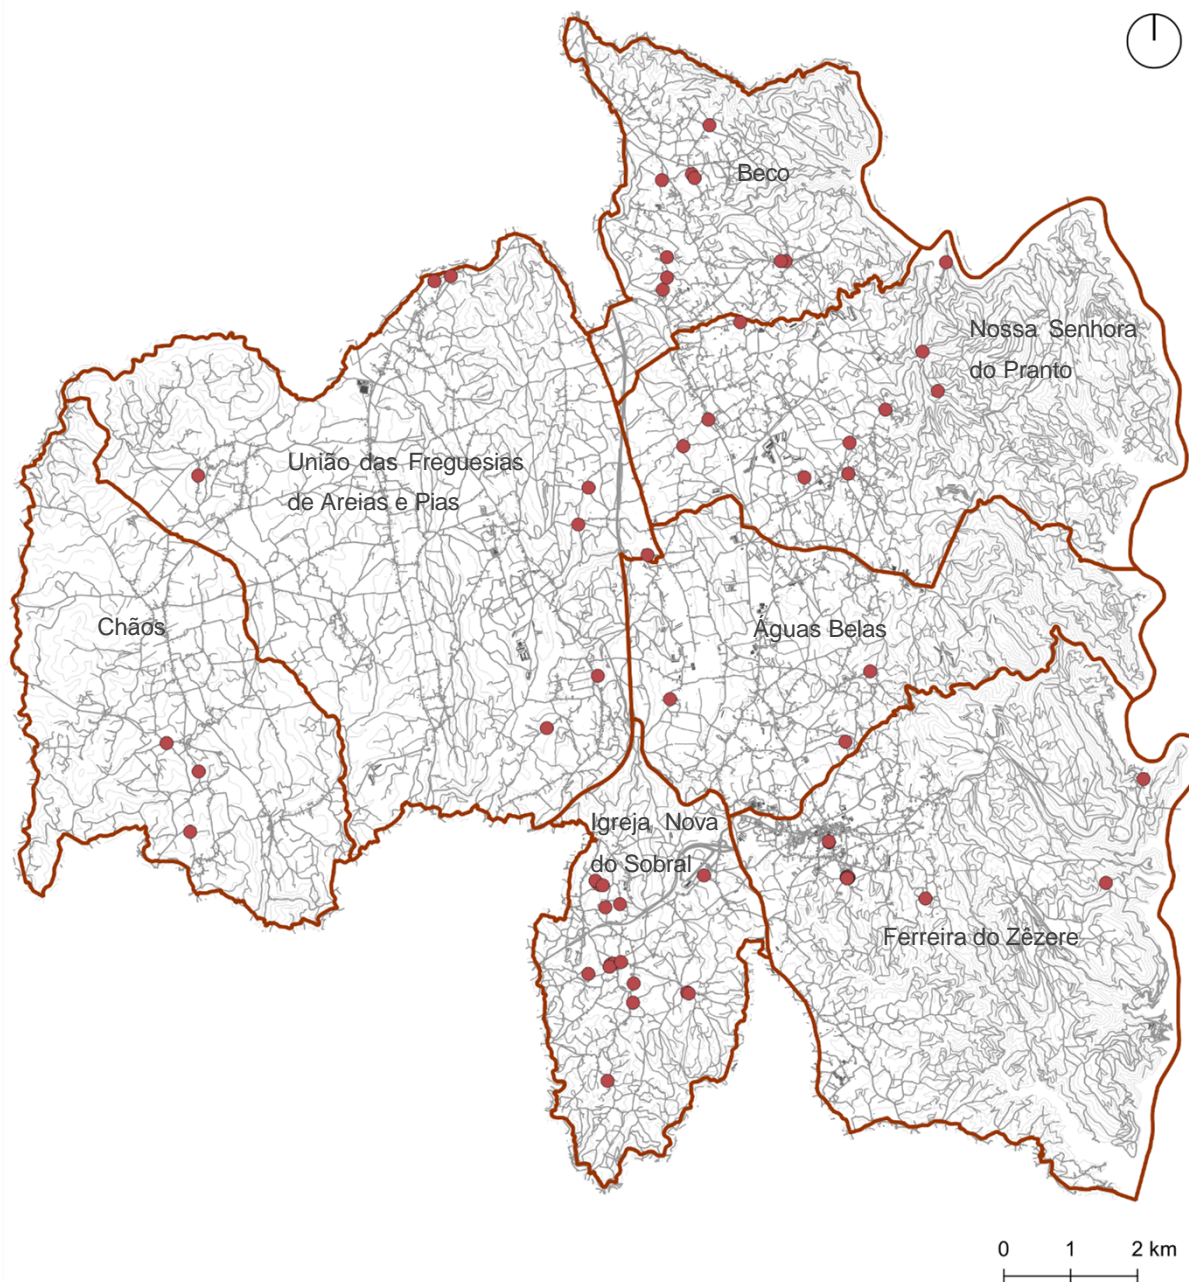 Beco
Nossa Senhora
do Pranto
União das Freguesias
de Areias e Pias
Chãos
Águas Belas
Igreja Nova
do Sobral
Ferreira do Zêzere
0 1 2 km